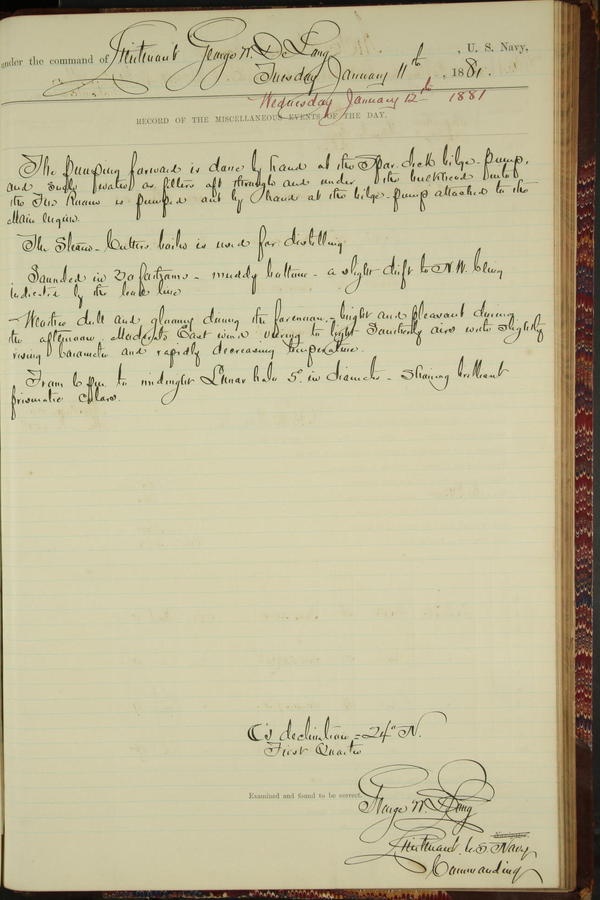 under the command of Lieutenant George W. De Long, U. S. Navy,
Tuesday January 11th, 1881.
Wednesday January 12th 1881
RECORD OF THE MISCELLANEOUS EVENTS OF THE DAY.
The pumping forward is done by hand at the Spar deck bilge-pump,
and such water as filters aft through and under the bulkhead into
the Fire Room is pumped out by hand at the bilge-pump attached to the
Main engine.
The Steam-Cutters boiler is used for distilling.
Sounded in 20 fathoms - muddy bottom - a slight drift to N.W. being
indicated by the lead line
Weather dull and gloomy during the forenoon - bright and pleasant during
the afternoon. Moderate East wind veering to light Southerly airs with slightly
rising barometer and rapidly decreasing temperature.
From 6 p.m. to midnight Lunar halo 5° in diameter - Shewing brilliant
prismatic colors.
☾'s declination = 24° N.
First Quarter
Examined and found to be correct.
George W. De Long
Navigator.
Lieutenant U.S. Navy
Commanding